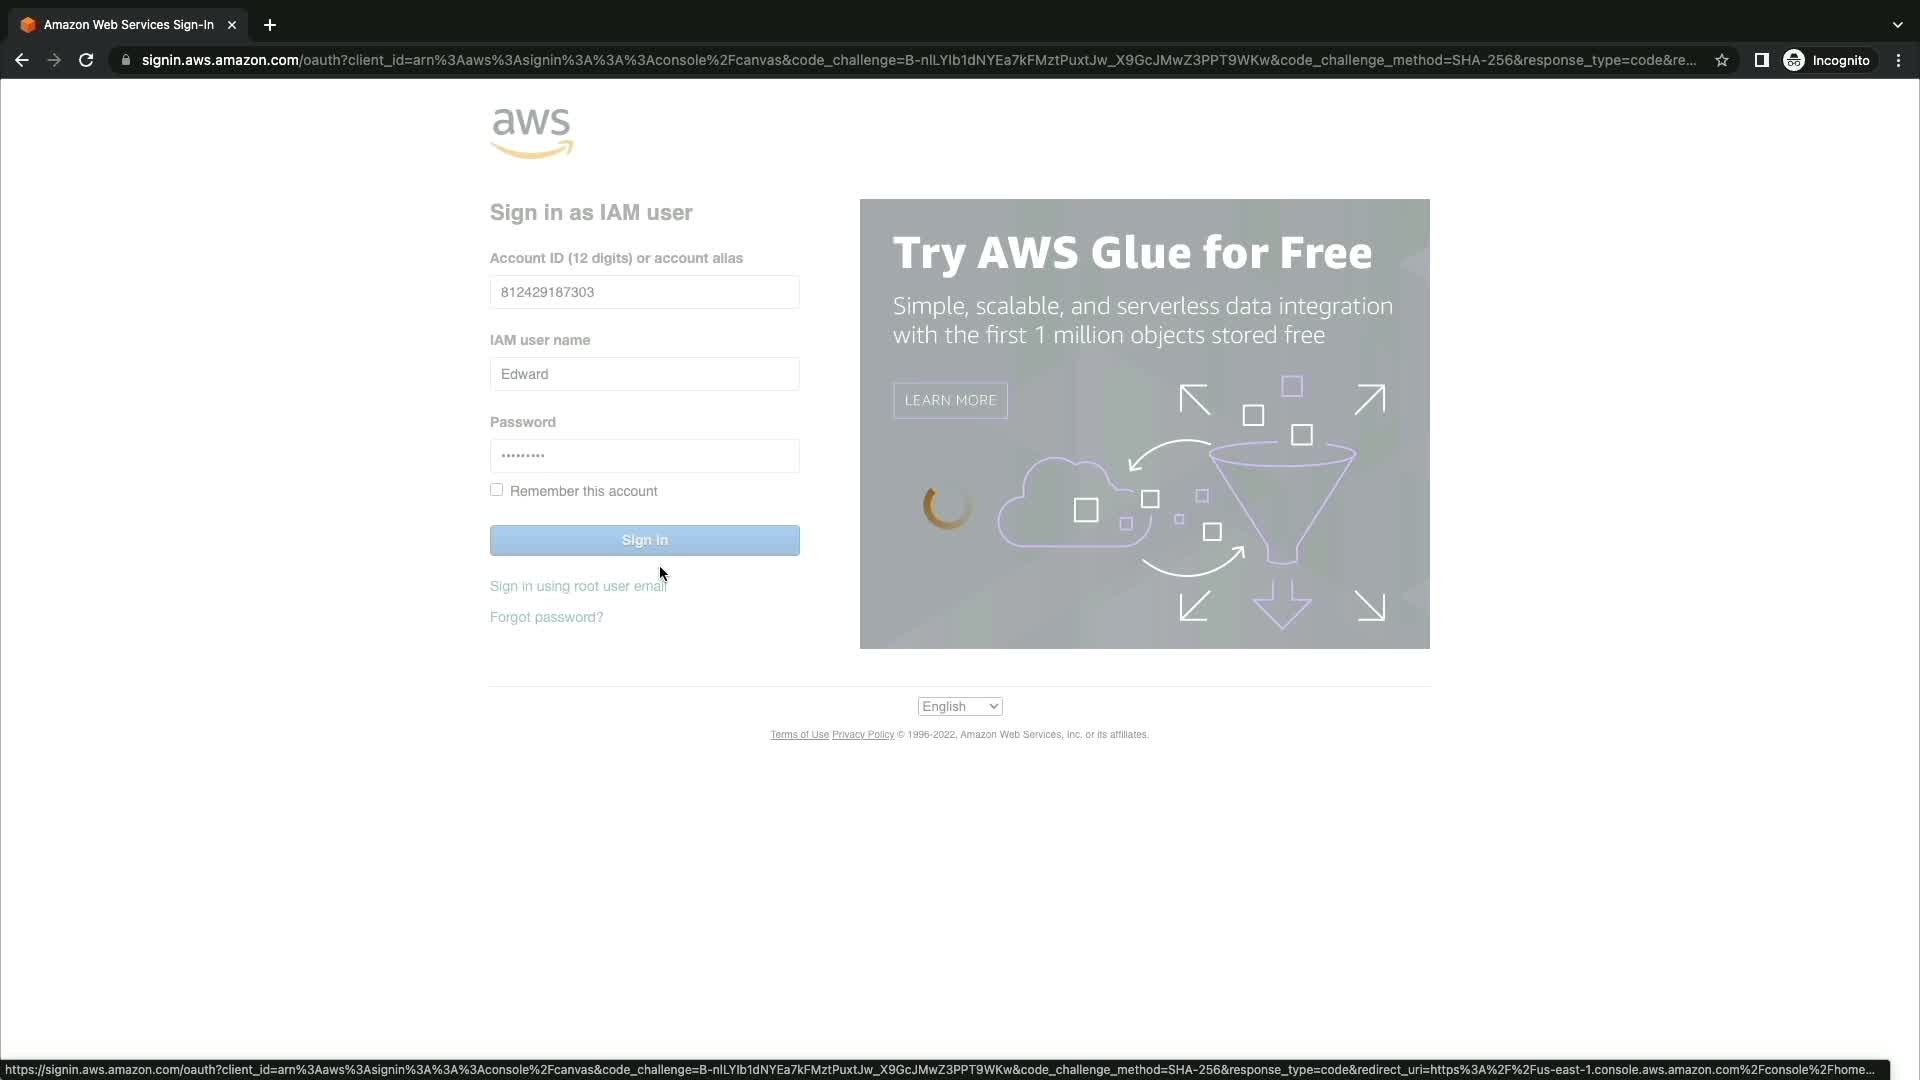 Amazon Web Services Sign-In
signin.aws.amazon.com/oauth?client_id=arn%3Aaws%3Asignin%3A%3A%3Aconsole%2Fcanvas&code_challenge=B-nlLYlb1dNYEa7kFMztPuxtJw_X9GcJMwZ3PPT9WKw&code_challenge_method=SHA-256&response_type=code&re...
Incognito
aws
Sign in as IAM user
Account ID (12 digits) or account alias
812429187303
IAM user name
Edward
Password
•••••••••
Remember this account
Sign in
Sign in using root user email
Forgot password?
Try AWS Glue for Free
Simple, scalable, and serverless data integration
with the first 1 million objects stored free
LEARN MORE
English
Terms of Use Privacy Policy © 1996-2022, Amazon Web Services, Inc. or its affiliates.
https://signin.aws.amazon.com/oauth?client_id=arn%3Aaws%3Asignin%3A%3A%3Aconsole%2Fcanvas&code_challenge=B-nlLYlb1dNYEa7kFMztPuxtJw_X9GcJMwZ3PPT9WKw&code_challenge_method=SHA-256&response_type=code&redirect_uri=https%3A%2F%2Fus-east-1.console.aws.amazon.com%2Fconsole%2Fhome...